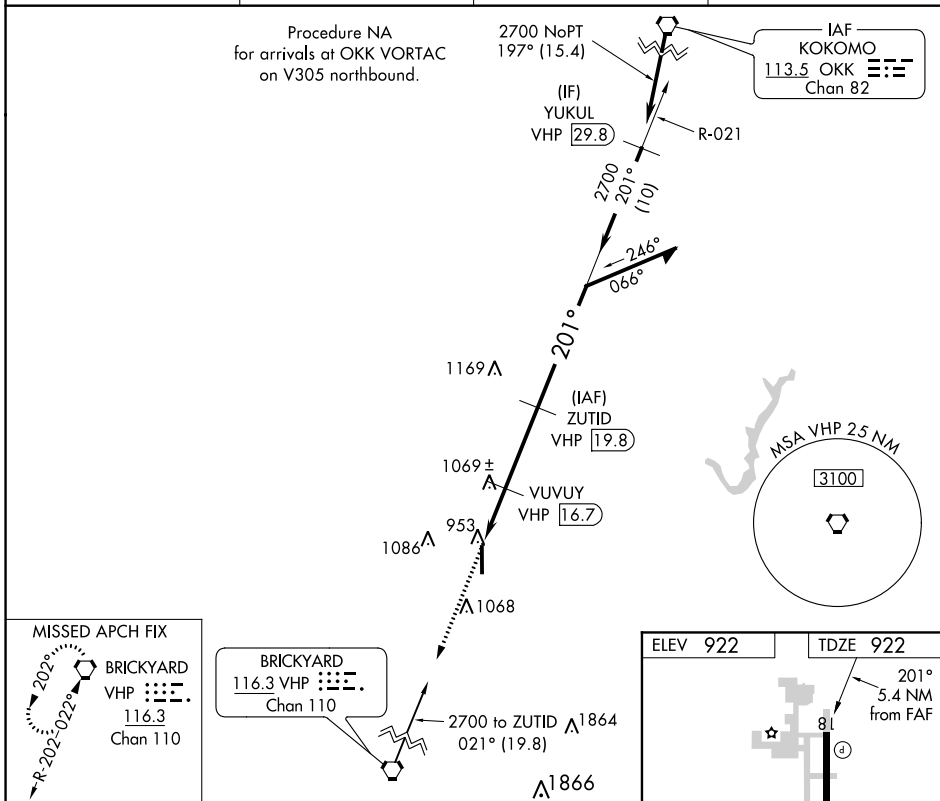 Procedure NA
for arrivals at OKK VORTAC
on V305 northbound.
2700 NoPT
197° (15.4)
IAF
KOKOMO
113.5 OKK
Chan 82
(IF)
YUKUL
VHP 29.8
R-021
2700
201°
(10)
246°
066°
201°
1169
(IAF)
ZUTID
VHP 19.8
MSA VHP 25 NM
3100
1069 ±
VUVUY
VHP 16.7
953
1086
1068
MISSED APCH FIX
202°
BRICKYARD
VHP
116.3
Chan 110
R-202-022°
BRICKYARD
116.3 VHP
Chan 110
2700 to ZUTID
021° (19.8)
1864
1866
ELEV 922
TDZE 922
201°
5.4 NM
from FAF
18
P